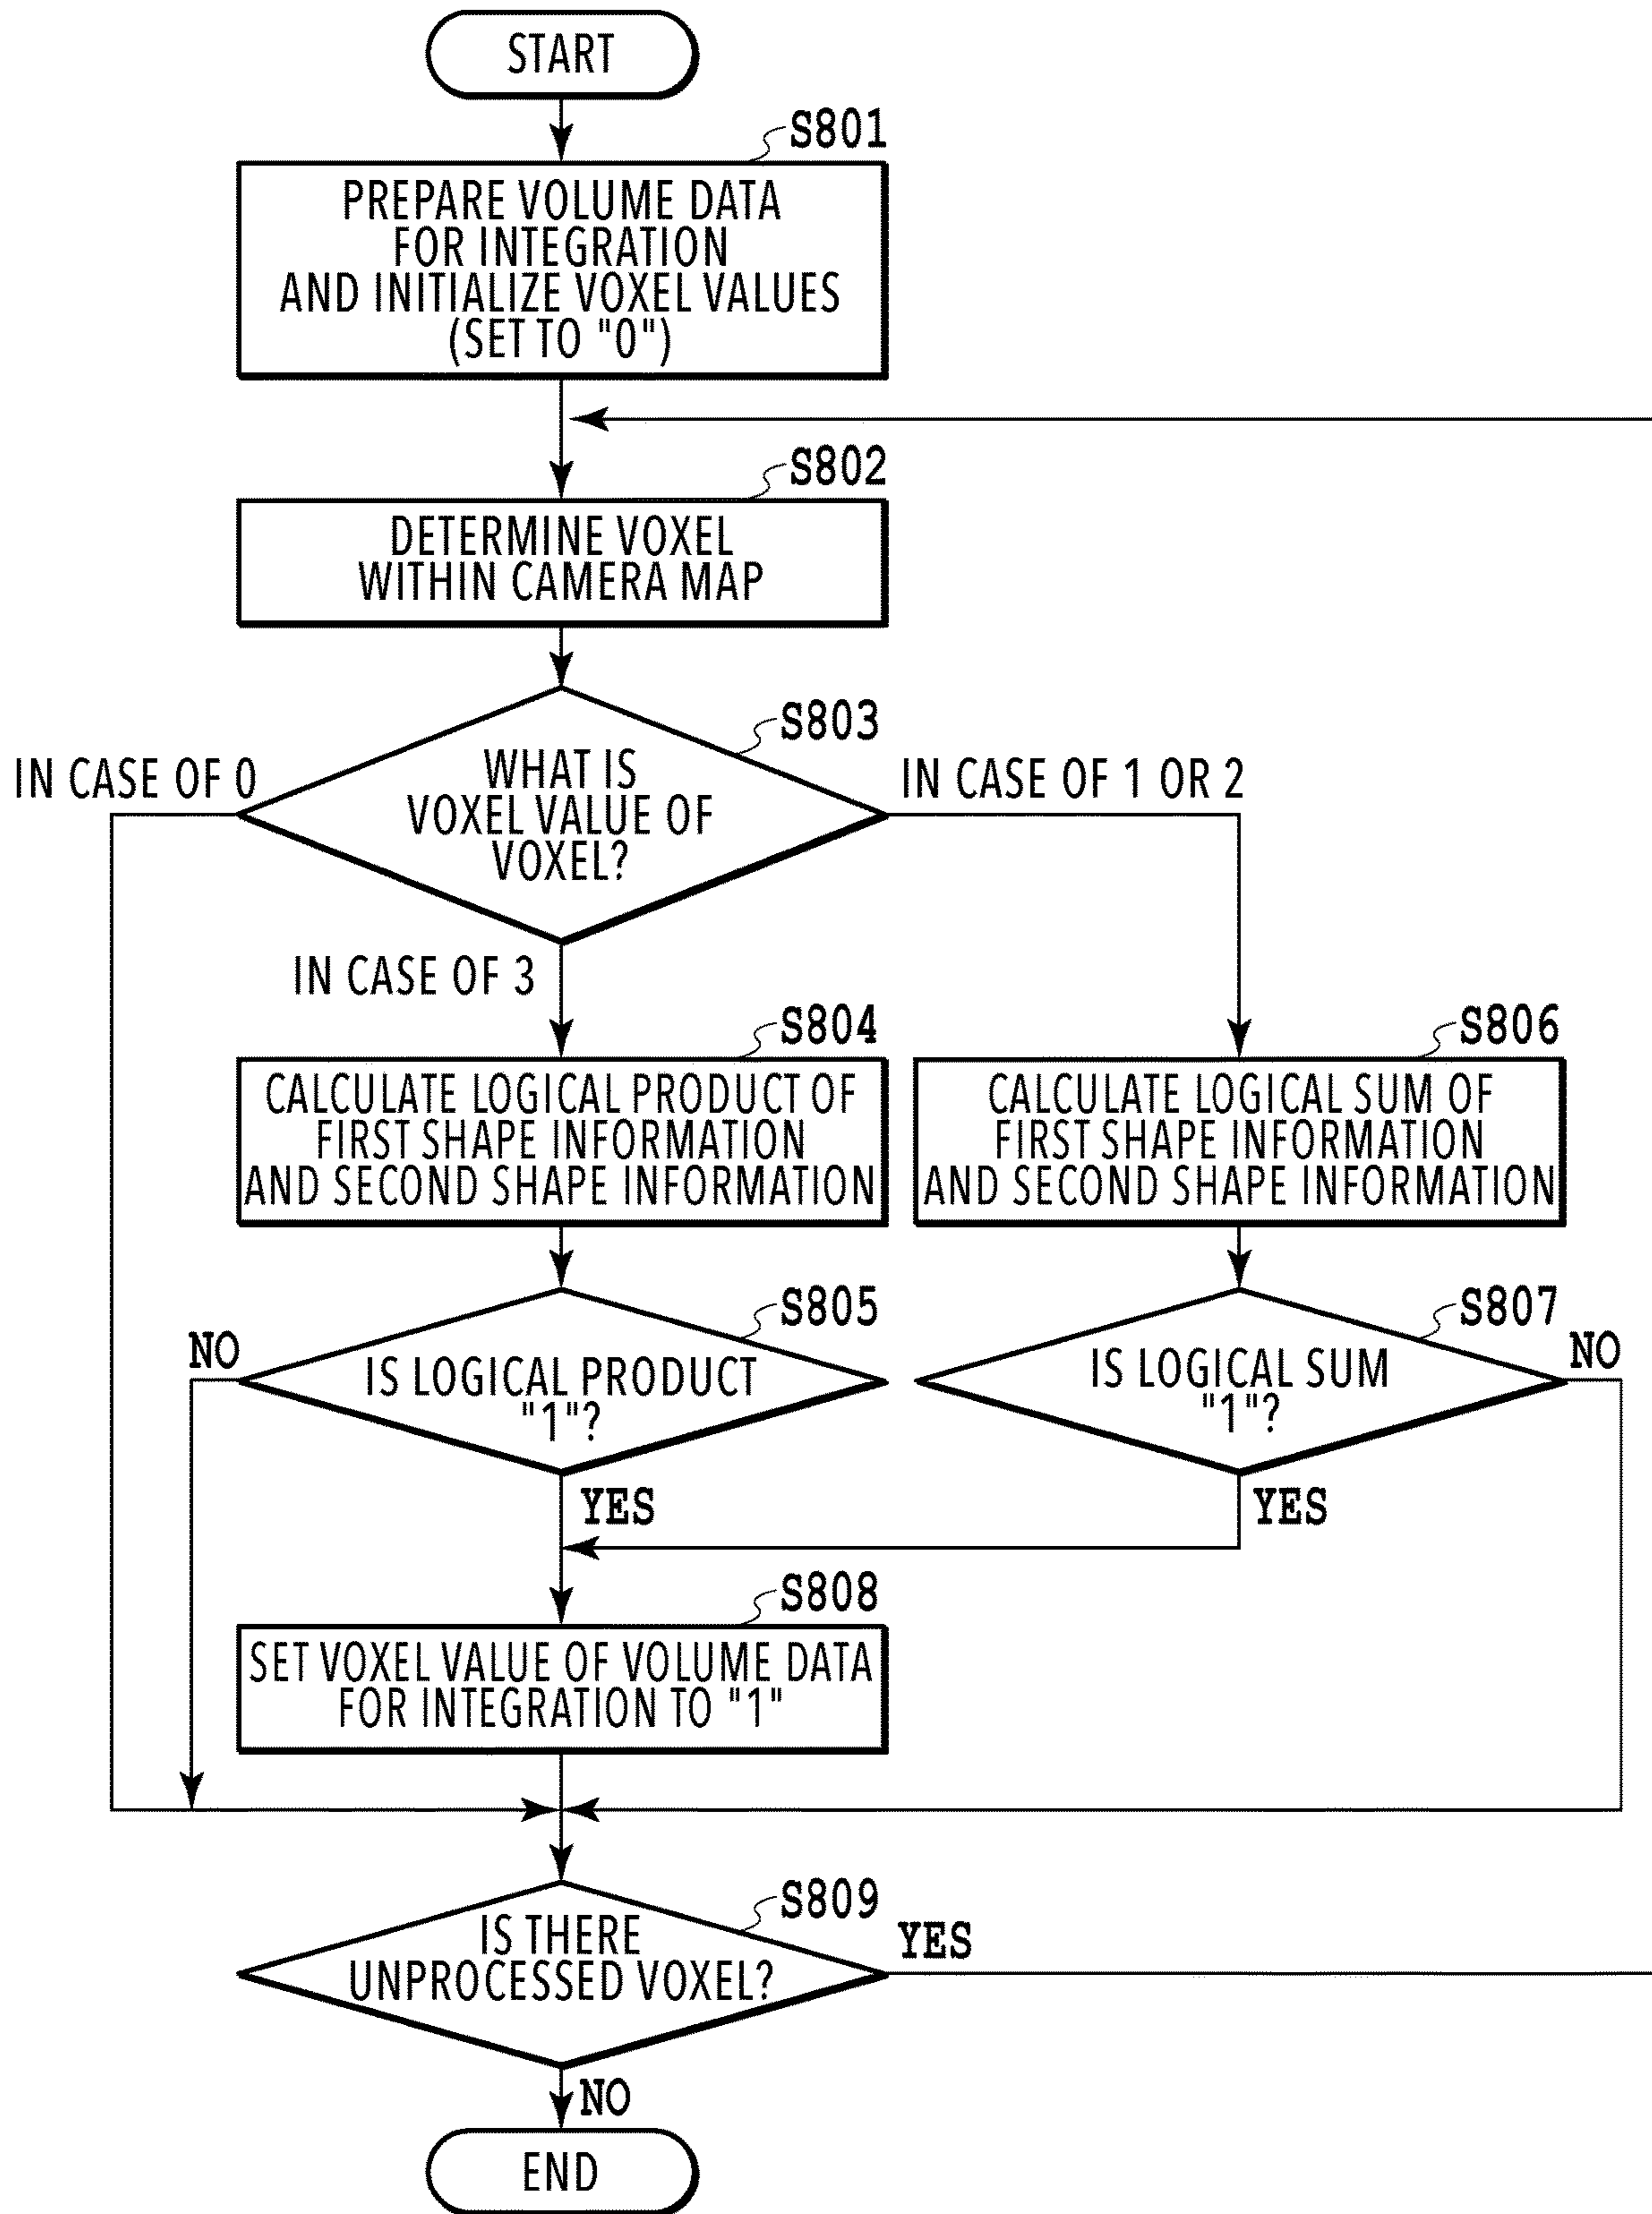 START
S801
PREPARE VOLUME DATA
FOR INTEGRATION
AND INITIALIZE VOXEL VALUES
(SET TO "0")
S802
DETERMINE VOXEL
WITHIN CAMERA MAP
S803
IN CASE OF 0
WHAT IS
VOXEL VALUE OF
VOXEL?
IN CASE OF 1 OR 2
IN CASE OF 3
S804
CALCULATE LOGICAL PRODUCT OF
FIRST SHAPE INFORMATION
AND SECOND SHAPE INFORMATION
S806
CALCULATE LOGICAL SUM OF
FIRST SHAPE INFORMATION
AND SECOND SHAPE INFORMATION
S805
NO
IS LOGICAL PRODUCT
"1"?
YES
S807
IS LOGICAL SUM
"1"?
NO
YES
S808
SET VOXEL VALUE OF VOLUME DATA
FOR INTEGRATION TO "1"
S809
IS THERE
UNPROCESSED VOXEL?
YES
NO
END